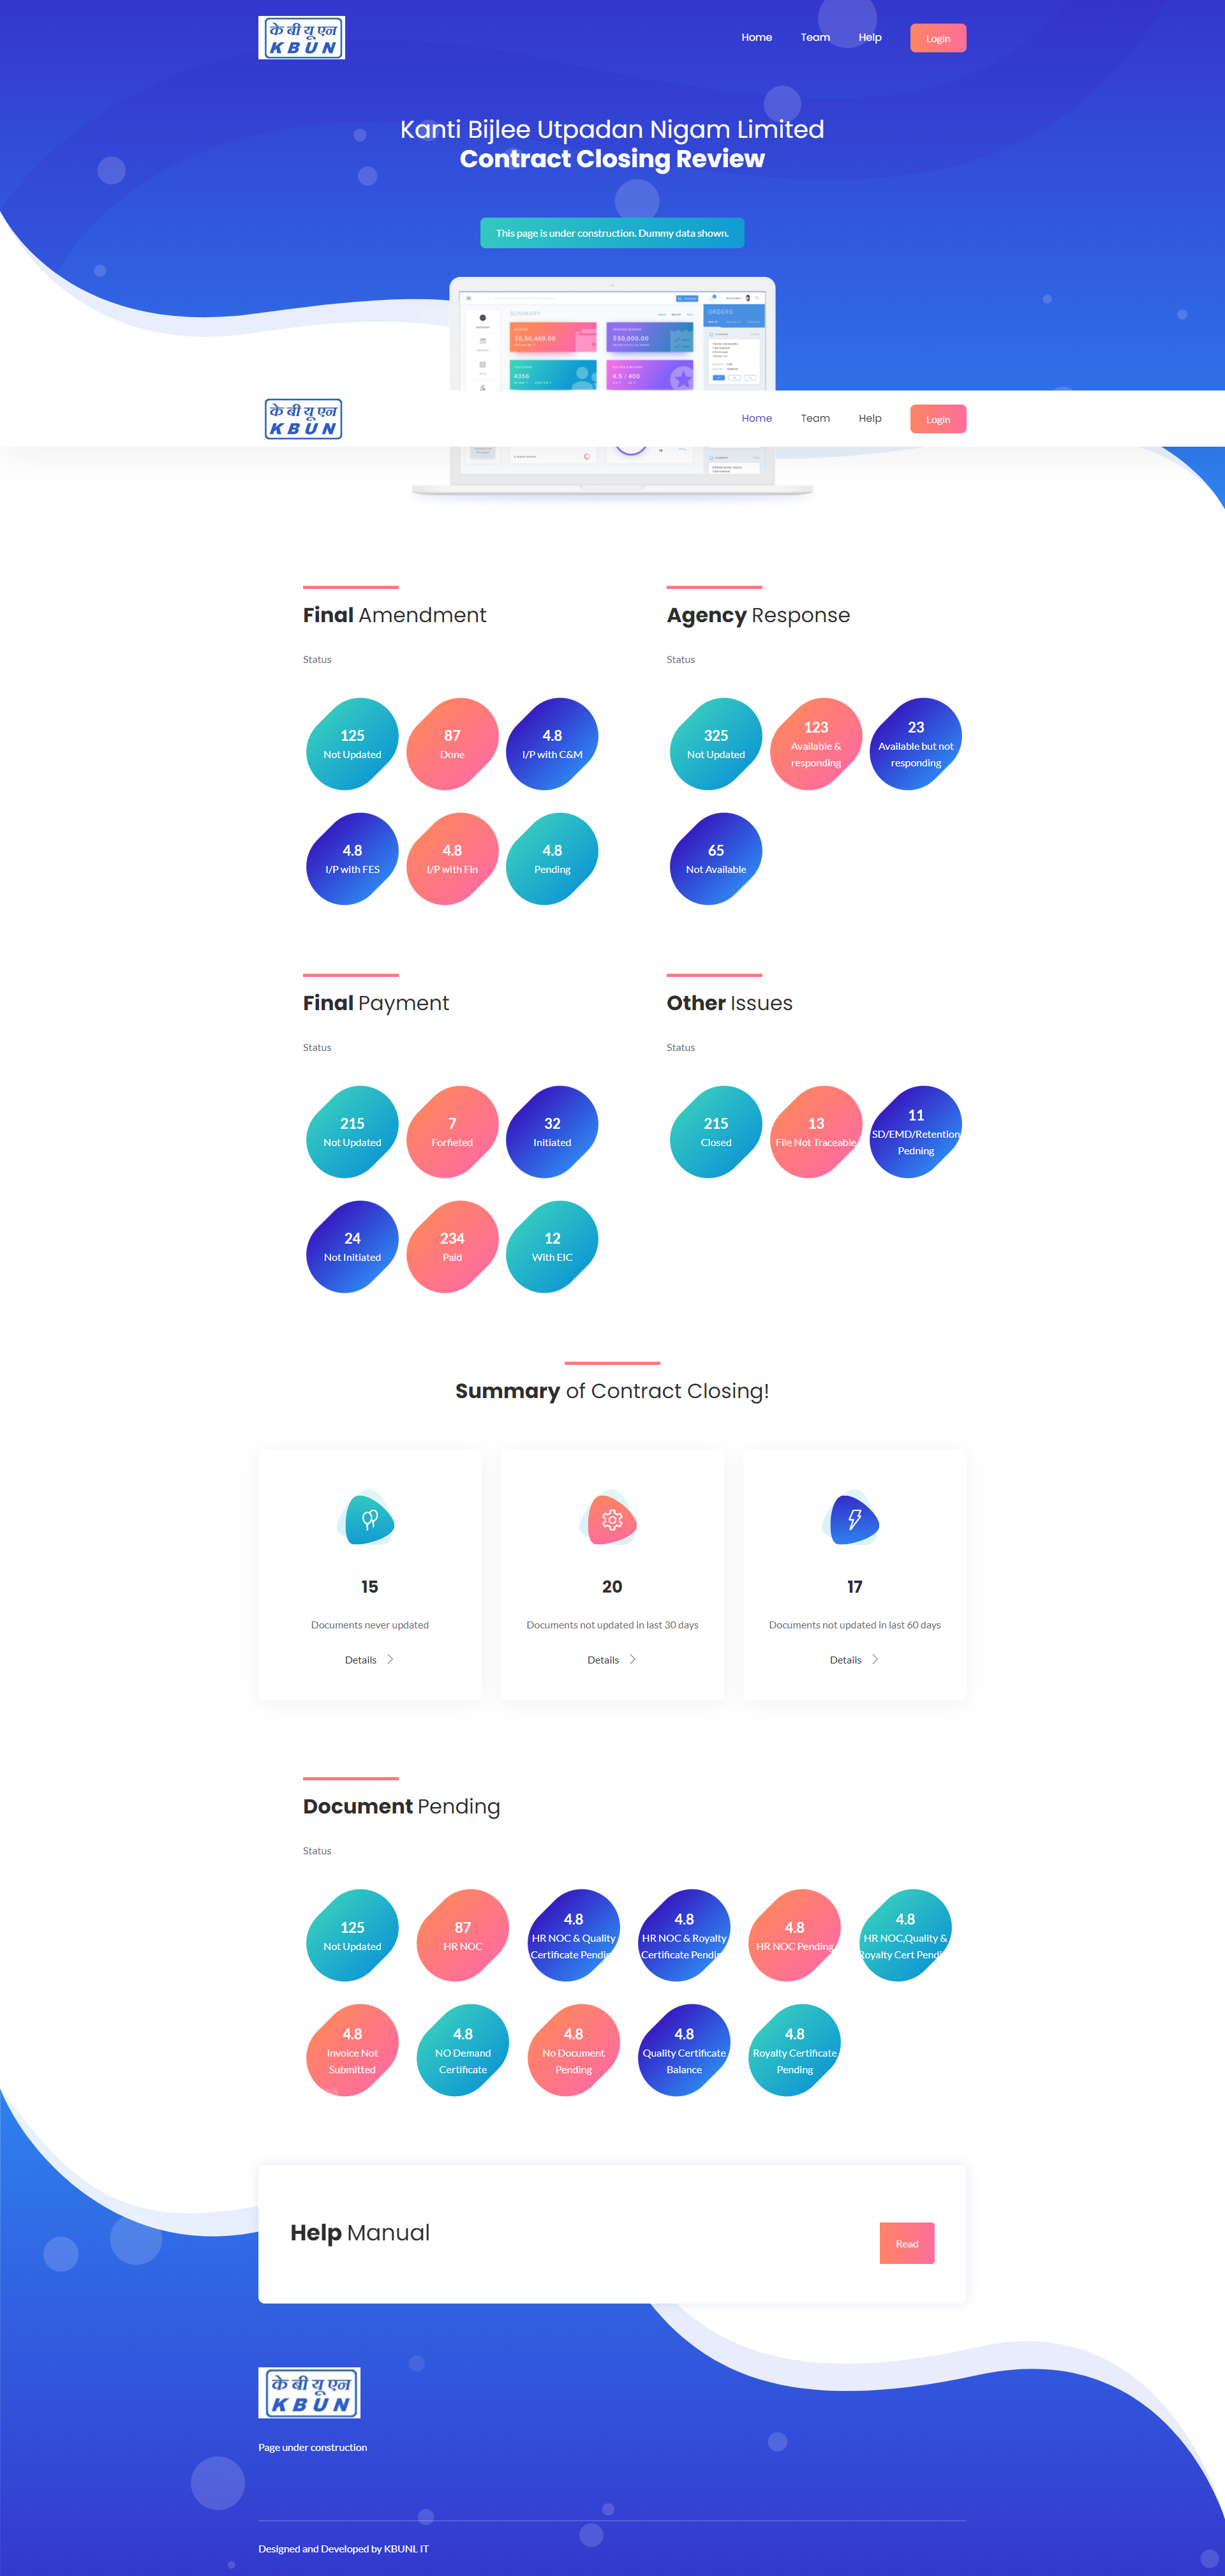 के बी यू एन
KBUN
Home
Team
Help
Login
Kanti Bijlee Utpadan Nigam Limited
Contract Closing Review
This page is under construction. Dummy data shown.
SUMMARY
ORDERS
4356
4.5 / 400
के बी यू एन
KBUN
Home
Team
Help
Login
Final Amendment
Status
125
Not Updated
87
Done
4.8
I/P with C&M
4.8
I/P with FES
4.8
I/P with Fin
4.8
Pending
Agency Response
Status
325
Not Updated
123
Available &
responding
23
Available but not
responding
65
Not Available
Final Payment
Status
215
Not Updated
7
Forfieted
32
Initiated
24
Not Initiated
234
Paid
12
With EIC
Other Issues
Status
215
Closed
13
File Not Traceable
11
SD/EMD/Retention
Pedning
Summary of Contract Closing!
15
Documents never updated
Details
20
Documents not updated in last 30 days
Details
17
Documents not updated in last 60 days
Details
Document Pending
Status
125
Not Updated
87
HR NOC
4.8
HR NOC & Quality
Certificate Pending
4.8
HR NOC & Royalty
Certificate Pending
4.8
HR NOC Pending
4.8
HR NOC,Quality &
Royalty Cert Pending
4.8
Invoice Not
Submitted
4.8
NO Demand
Certificate
4.8
No Document
Pending
4.8
Quality Certificate
Balance
4.8
Royalty Certificate
Pending
Help Manual
Read
के बी यू एन
KBUN
Page under construction
Designed and Developed by KBUNL IT